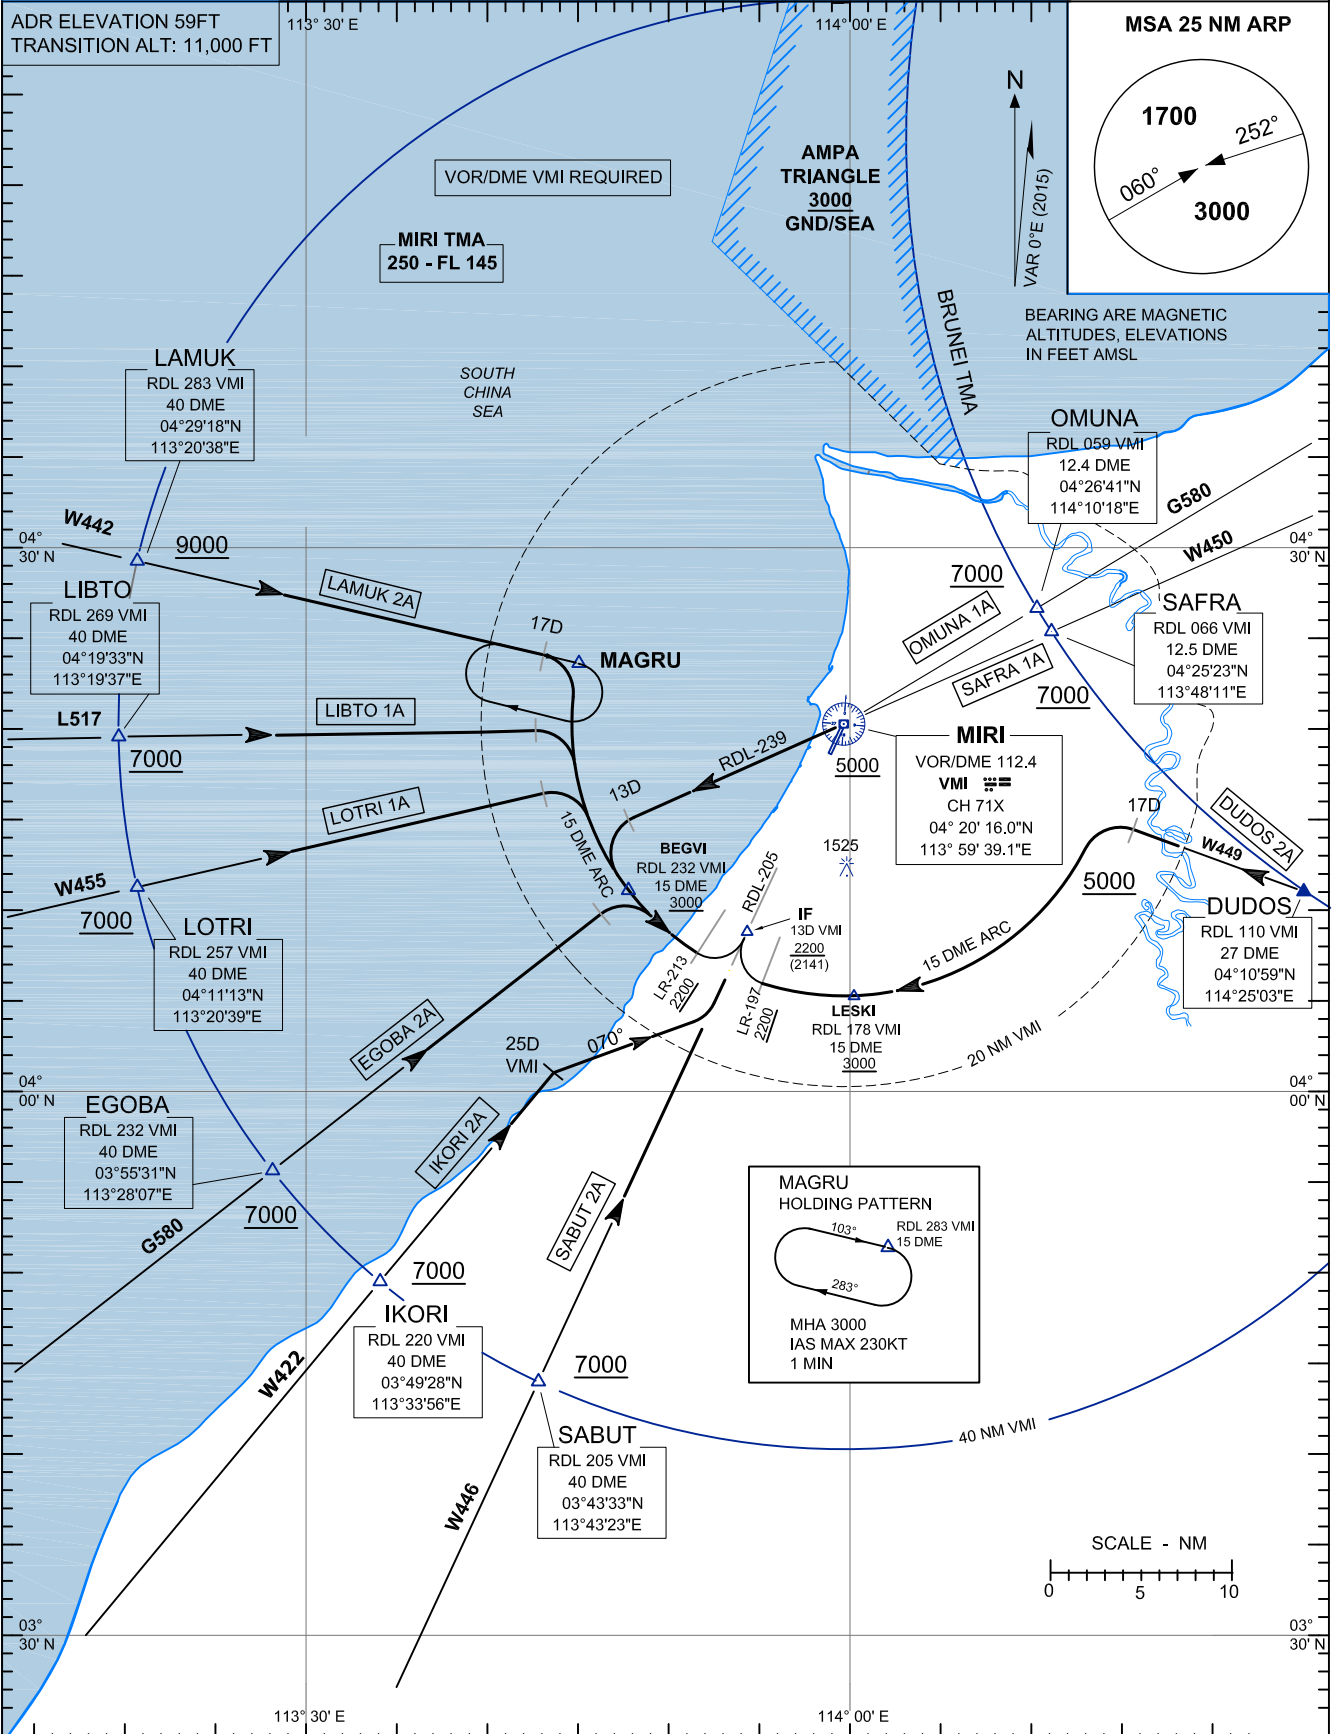 ADR ELEVATION 59FT
TRANSITION ALT: 11,000 FT
113°30' E
114°00' E
MSA 25 NM ARP
1700
252°
060°
3000
N
VAR 0°E (2015)
BEARING ARE MAGNETIC
ALTITUDES, ELEVATIONS
IN FEET AMSL
VOR/DME VMI REQUIRED
MIRI TMA
250 - FL 145
AMPA
TRIANGLE
3000
GND/SEA
BRUNEI TMA
SOUTH
CHINA
SEA
LAMUK
RDL 283 VMI
40 DME
04°29'18"N
113°20'38"E
W442
9000
LAMUK 2A
04°
30' N
04°
30' N
OMUNA
RDL 059 VMI
12.4 DME
04°26'41"N
114°10'18"E
G580
W450
7000
OMUNA 1A
SAFRA
RDL 066 VMI
12.5 DME
04°25'23"N
113°48'11"E
SAFRA 1A
7000
LIBTO
RDL 269 VMI
40 DME
04°19'33"N
113°19'37"E
L517
7000
LIBTO 1A
17D
MAGRU
RDL-239
5000
MIRI
VOR/DME 112.4
VMI
CH 71X
04° 20' 16.0"N
113° 59' 39.1"E
13D
LOTRI 1A
15 DME ARC
BEGVI
RDL 232 VMI
15 DME
3000
1525
RDL-205
17D
DUDOS 2A
W449
5000
DUDOS
RDL 110 VMI
27 DME
04°10'59"N
114°25'03"E
W455
7000
LOTRI
RDL 257 VMI
40 DME
04°11'13"N
113°20'39"E
IF
13D VMI
2200
(2141)
LR-213
2200
LR-197
2200
15 DME ARC
LESKI
RDL 178 VMI
15 DME
3000
20 NM VMI
EGOBA 2A
25D
VMI
070°
04°
00' N
04°
00' N
EGOBA
RDL 232 VMI
40 DME
03°55'31"N
113°28'07"E
IKORI 2A
G580
7000
SABUT 2A
MAGRU
HOLDING PATTERN
103°
RDL 283 VMI
15 DME
283°
MHA 3000
IAS MAX 230KT
1 MIN
7000
IKORI
RDL 220 VMI
40 DME
03°49'28"N
113°33'56"E
W422
7000
SABUT
RDL 205 VMI
40 DME
03°43'33"N
113°43'23"E
W446
40 NM VMI
SCALE - NM
0 5 10
03°
30' N
03°
30' N
113°30' E
114°00' E